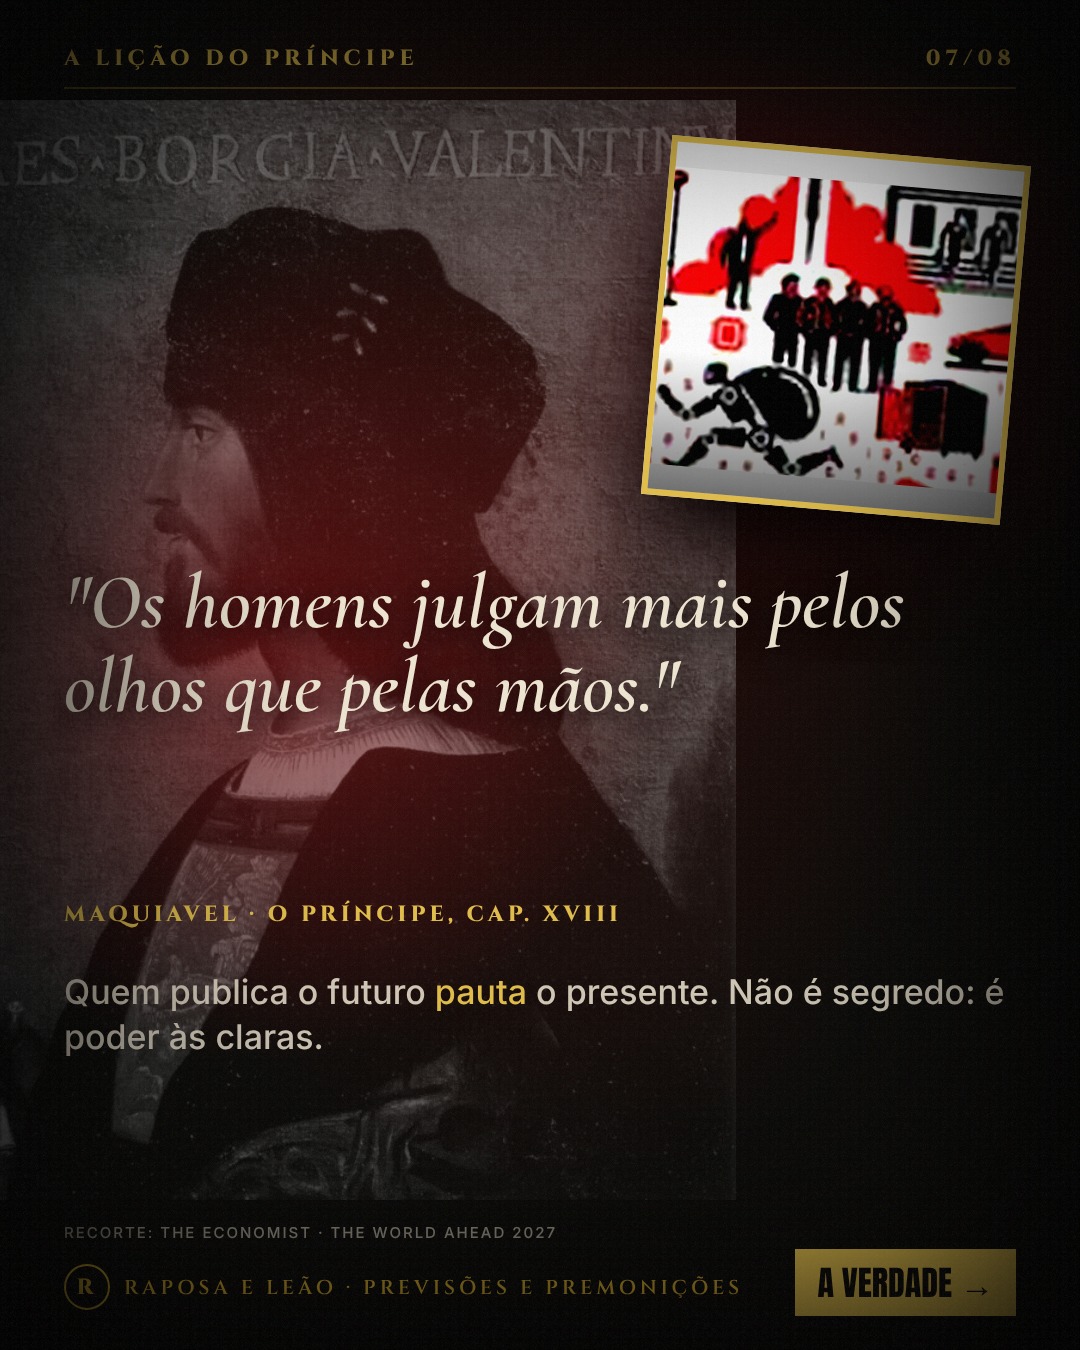 A LIÇÃO DO PRÍNCIPE
07/08
ES·BORGIA·VALENTIN
"Os homens julgam mais pelos
olhos que pelas mãos."
MAQUIAVEL · O PRÍNCIPE, CAP. XVIII
Quem publica o futuro pauta o presente. Não é segredo: é
poder às claras.
RECORTE: THE ECONOMIST · THE WORLD AHEAD 2027
R RAPOSA E LEÃO · PREVISÕES E PREMONIÇÕES
A VERDADE →